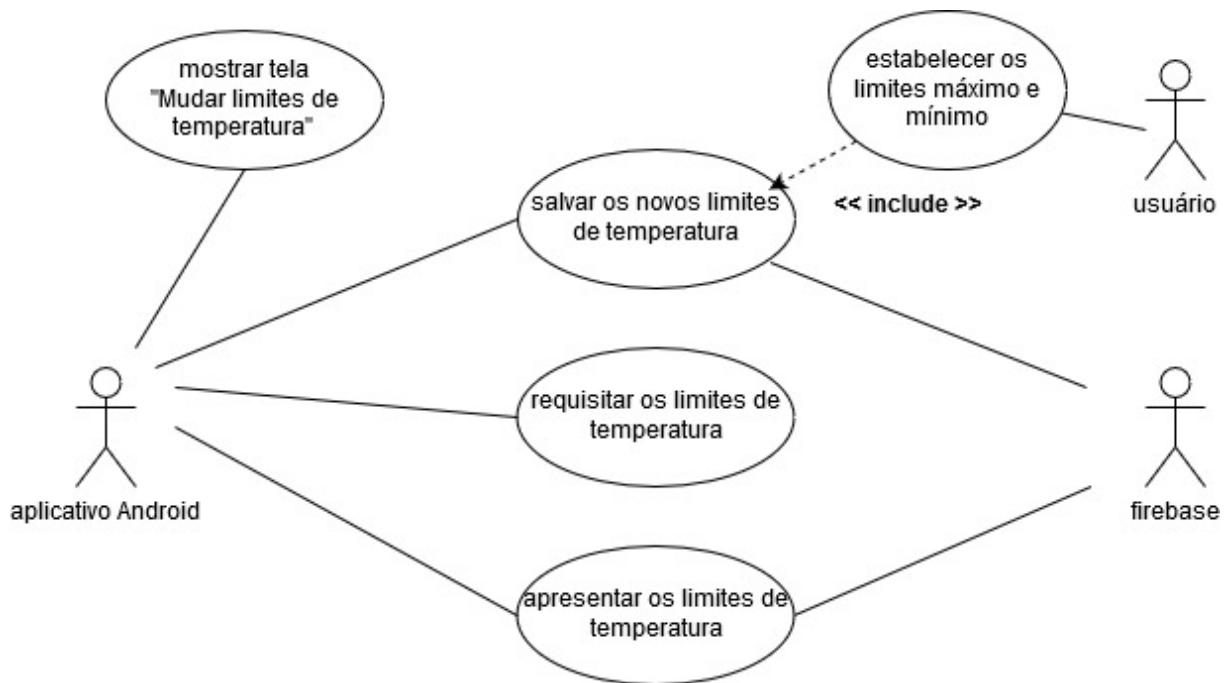 mostrar tela
"Mudar limites de
temperatura"
estabelecer os
limites máximo e
mínimo
salvar os novos limites
de temperatura
<< include >>
usuário
requisitar os limites de
temperatura
aplicativo Android
firebase
apresentar os limites de
temperatura